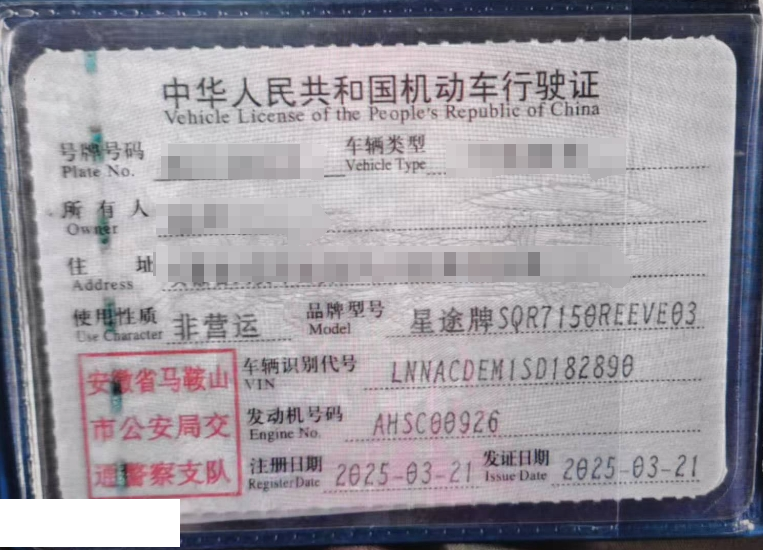 中华人民共和国机动车行驶证
Vehicle License of the People's Republic of China
号牌号码 车辆类型
Plate No. Vehicle Type
所有人
Owner
住址
Address
使用性质 非营运 品牌型号 星途牌SQR7150REEVE03
Use Character Model
安徽省马鞍山
市公安局交
通警察支队
车辆识别代号 LNNACDEM1SD182890
VIN
发动机号码 AHSC00926
Engine No.
注册日期 2025-03-21 发证日期 2025-03-21
Register Date Issue Date